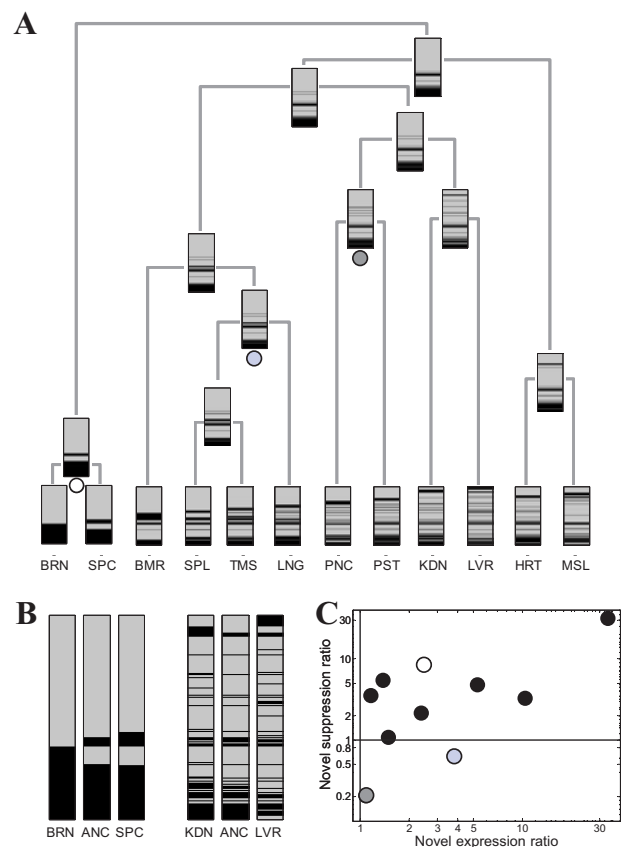 A
BRN SPC BMR SPL TMS LNG PNC PST KDN LVR HRT MSL
B
BRN ANC SPC KDN ANC LVR
C
Novel suppression ratio
30
10
5
2
1
0.8
0.5
0.2
1 2 3 4 5 10 30
Novel expression ratio